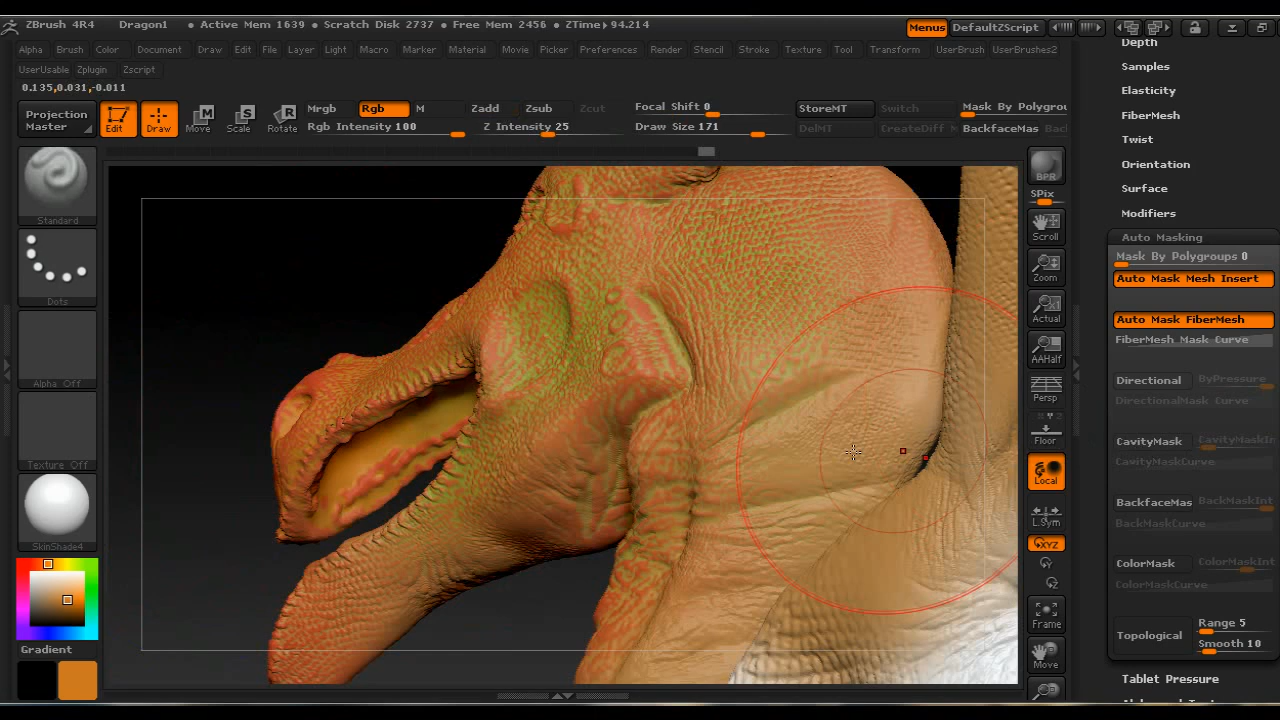 ZBrush 4R4 Dragon1 • Active Mem 1639 • Scratch Disk 2737 • Free Mem 2456 • ZTime▸94.214 Menus DefaultZScript
Alpha Brush Color Document Draw Edit File Layer Light Macro Marker Material Movie Picker Preferences Render Stencil Stroke Texture Tool Transform UserBrush UserBrushes2
UserUsable Zplugin Zscript
0.135,0.031,-0.011
Projection Master
Edit Draw Move Scale Rotate
Mrgb Rgb M Zadd Zsub Zcut
Rgb Intensity 100 Z Intensity 25
Focal Shift 0
Draw Size 171
StoreMT Switch Mask By Polygrou
DelMT CreateDiff M BackfaceMas Bac
Standard
Dots
Alpha Off
Texture Off
SkinShade4
Gradient
BPR
SPix
Scroll
Zoom
Actual
AAHalf
Persp
Floor
Local
L.Sym
XYZ
Frame
Move
Depth
Samples
Elasticity
FiberMesh
Twist
Orientation
Surface
Modifiers
Auto Masking
Mask By Polygroups 0
Auto Mask Mesh Insert
Auto Mask FiberMesh
FiberMesh Mask Curve
Directional ByPressure
DirectionalMask Curve
CavityMask CavityMaskIn
CavityMaskCurve
BackfaceMas BackMaskInt
BackMaskCurve
ColorMask ColorMaskInt
ColorMaskCurve
Topological Range 5
Smooth 10
Tablet Pressure